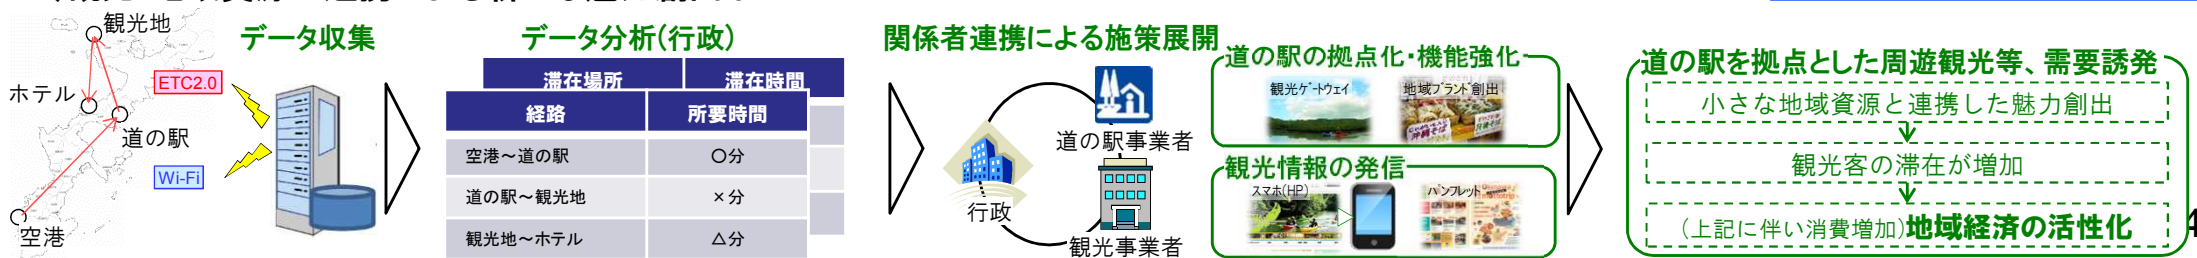 観光地
ホテル
道の駅
空港
データ収集
ETC2.0
Wi-Fi
データ分析(行政)
滞在場所 滞在時間
経路 所要時間
空港～道の駅 〇分
道の駅～観光地 ×分
観光地～ホテル △分
関係者連携による施策展開
道の駅事業者
行政
観光事業者
道の駅の拠点化・機能強化
観光ゲートウェイ
地域ブランド創出
観光情報の発信
スマホ(HP)
パンフレット
道の駅を拠点とした周遊観光等、需要誘発
小さな地域資源と連携した魅力創出
観光客の滞在が増加
(上記に伴い消費増加)地域経済の活性化
4